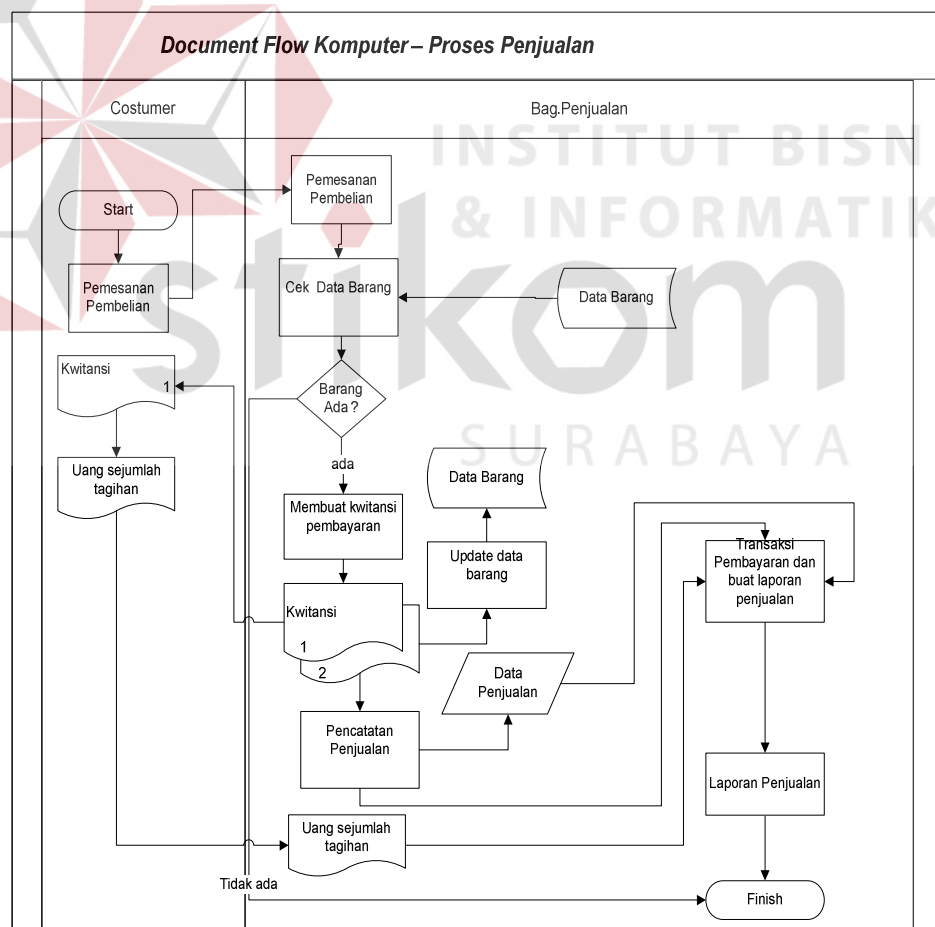 Document Flow Komputer – Proses Penjualan
Costumer
Bag.Penjualan
INSTITUT BISN
& INFORMATIK
stikom
SURABAYA
Start
Pemesanan
Pembelian
Pemesanan
Pembelian
Cek Data Barang
Data Barang
Kwitansi
1
Barang
Ada ?
Uang sejumlah
tagihan
ada
Data Barang
Membuat kwitansi
pembayaran
Update data
barang
Transaksi
Pembayaran dan
buat laporan
penjualan
Kwitansi
1
2
Data
Penjualan
Pencatatan
Penjualan
Laporan Penjualan
Uang sejumlah
tagihan
Tidak ada
Finish